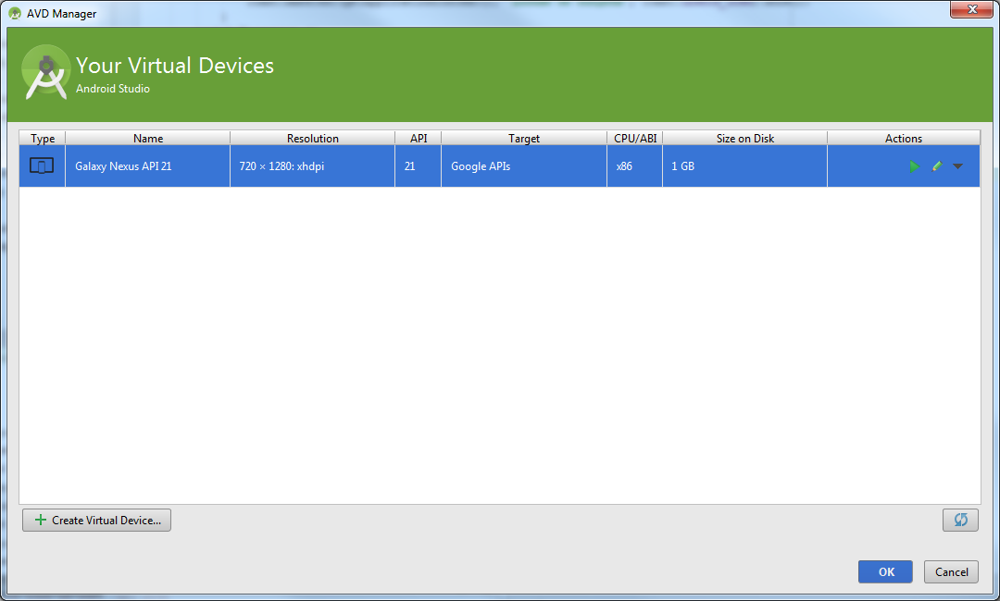 AVD Manager
Your Virtual Devices
Android Studio
Type Name Resolution API Target CPU/ABI Size on Disk Actions
Galaxy Nexus API 21 720 × 1280: xhdpi 21 Google APIs x86 1 GB
Create Virtual Device...
OK Cancel